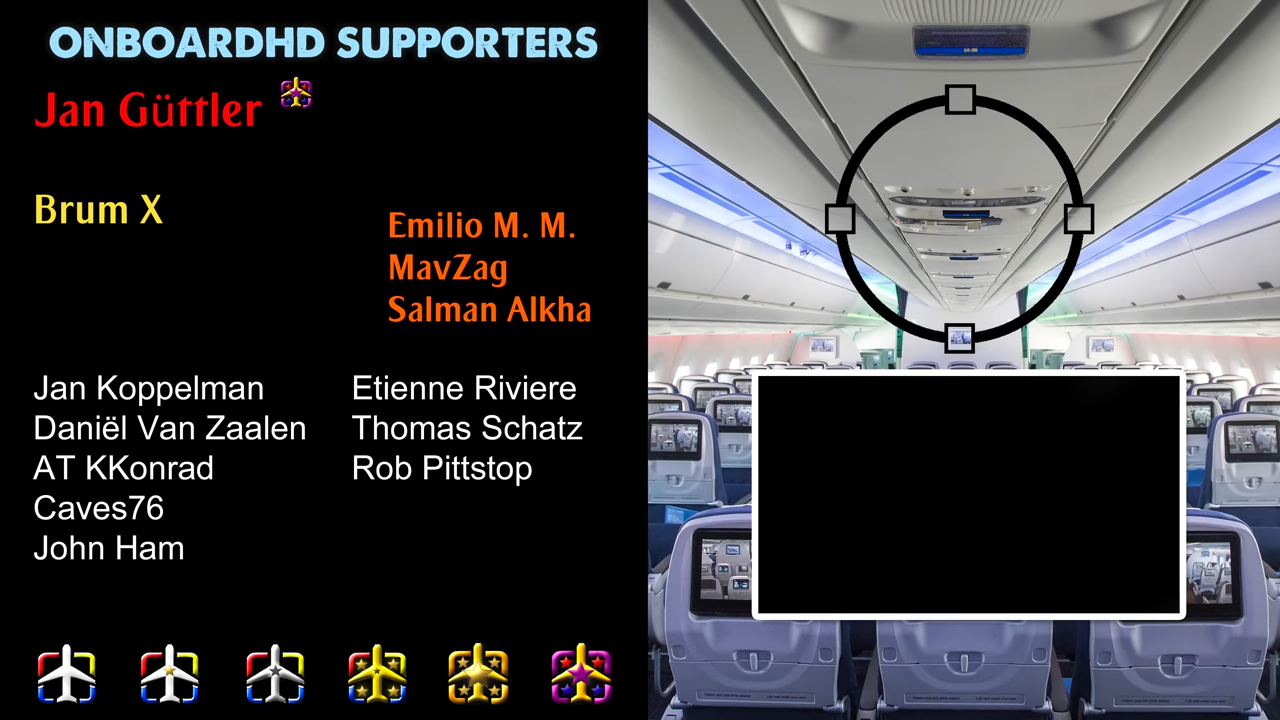 ONBOARDHD SUPPORTERS
Jan Güttler
Brum X
Emilio M. M.
MavZag
Salman Alkha
Jan Koppelman
Daniël Van Zaalen
AT KKonrad
Caves76
John Ham
Etienne Riviere
Thomas Schatz
Rob Pittstop